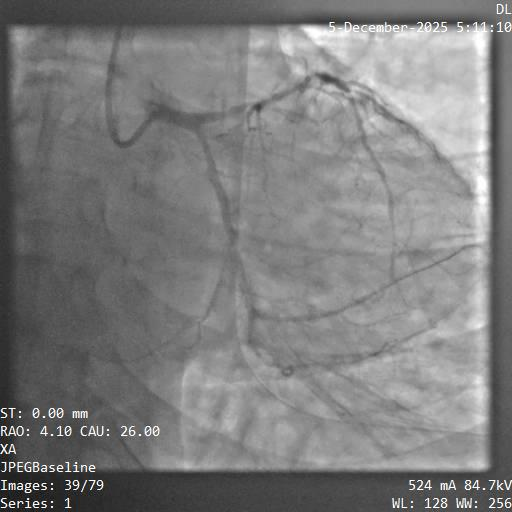 DL
5-December-2025 5:11:10
ST: 0.00 mm
RAO: 4.10 CAU: 26.00
XA
JPEGBaseline
Images: 39/79
Series: 1
524 mA 84.7kV
WL: 128 WW: 256